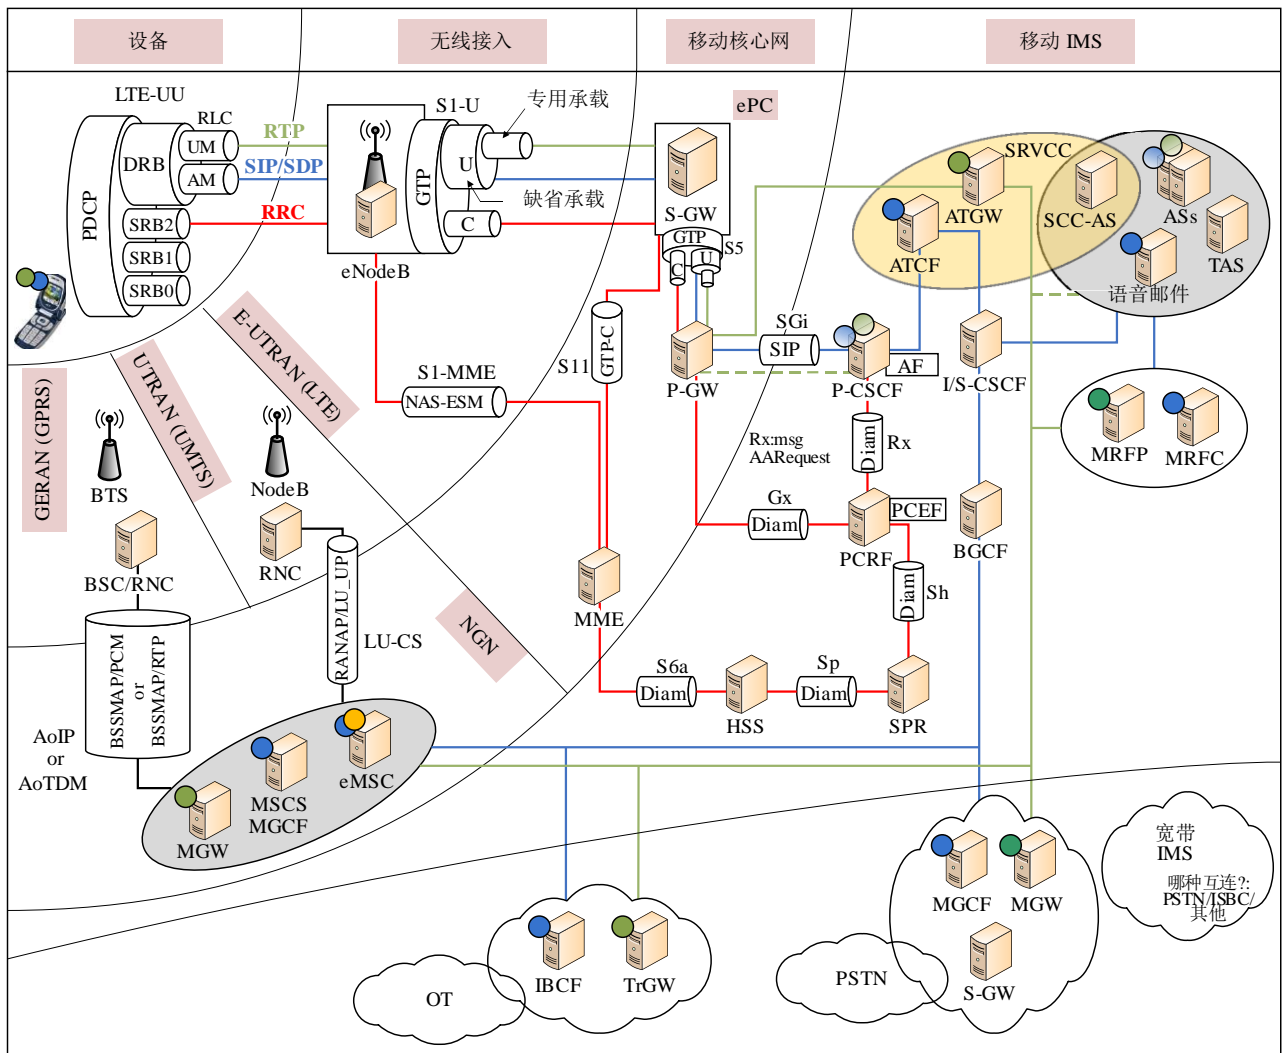 设备
无线接入
移动核心网
移动 IMS
LTE-UU
RLC
PDCP
DRB
UM
AM
SRB2
SRB1
SRB0
RTP
SIP/SDP
RRC
eNodeB
GTP
S1-U
U
C
专用承载
缺省承载
ePC
S-GW
GTP
S5
C
U
P-GW
SGi
SIP
P-CSCF
AF
SRVCC
ATGW
ATCF
SCC-AS
ASs
TAS
语音邮件
I/S-CSCF
MRFP
MRFC
BGCF
S11
GTP-C
S1-MME
NAS-ESM
Rx:msg
AARequest
Diam
Rx
Gx
Diam
PCEF
PCRF
Diam
Sh
MME
S6a
Diam
HSS
Sp
Diam
SPR
E-UTRAN (LTE)
UTRAN (UMTS)
GERAN (GPRS)
NGN
BTS
BSC/RNC
NodeB
RNC
RANAP/LU_UP
LU-CS
BSSMAP/PCM
or
BSSMAP/RTP
AoIP
or
AoTDM
MGW
MSCS
MGCF
eMSC
OT
IBCF
TrGW
PSTN
MGCF
MGW
S-GW
宽带
IMS
哪种互连?:
PSTN/ISBC/
其他